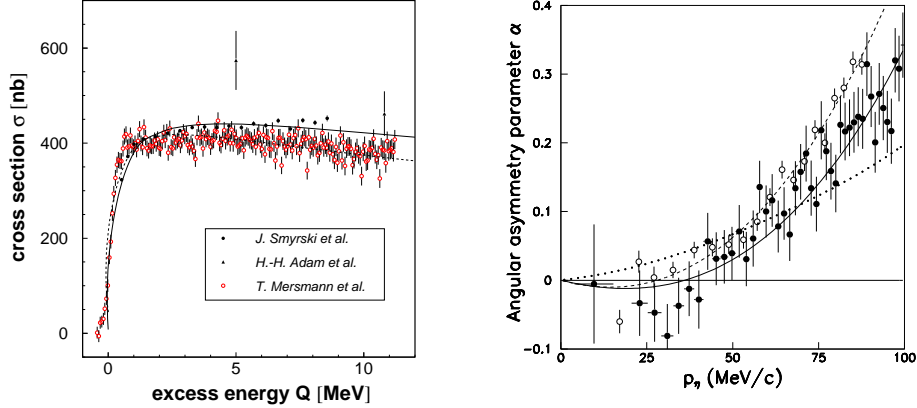 cross section σ [nb]
600
400
200
0
J. Smyrski et al.
H.-H. Adam et al.
T. Mersmann et al.
0
5
10
excess energy Q [MeV]
Angular asymmetry parameter α
0.4
0.3
0.2
0.1
0
-0.1
0
25
50
75
100
pη (MeV/c)